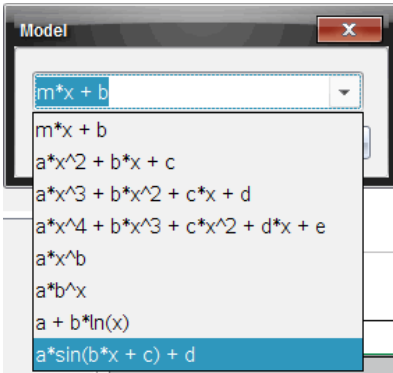 Model
x
m*x + b
m*x + b
a*x^2 + b*x + c
a*x^3 + b*x^2 + c*x + d
a*x^4 + b*x^3 + c*x^2 + d*x + e
a*x^b
a*b^x
a + b*ln(x)
a*sin(b*x + c) + d